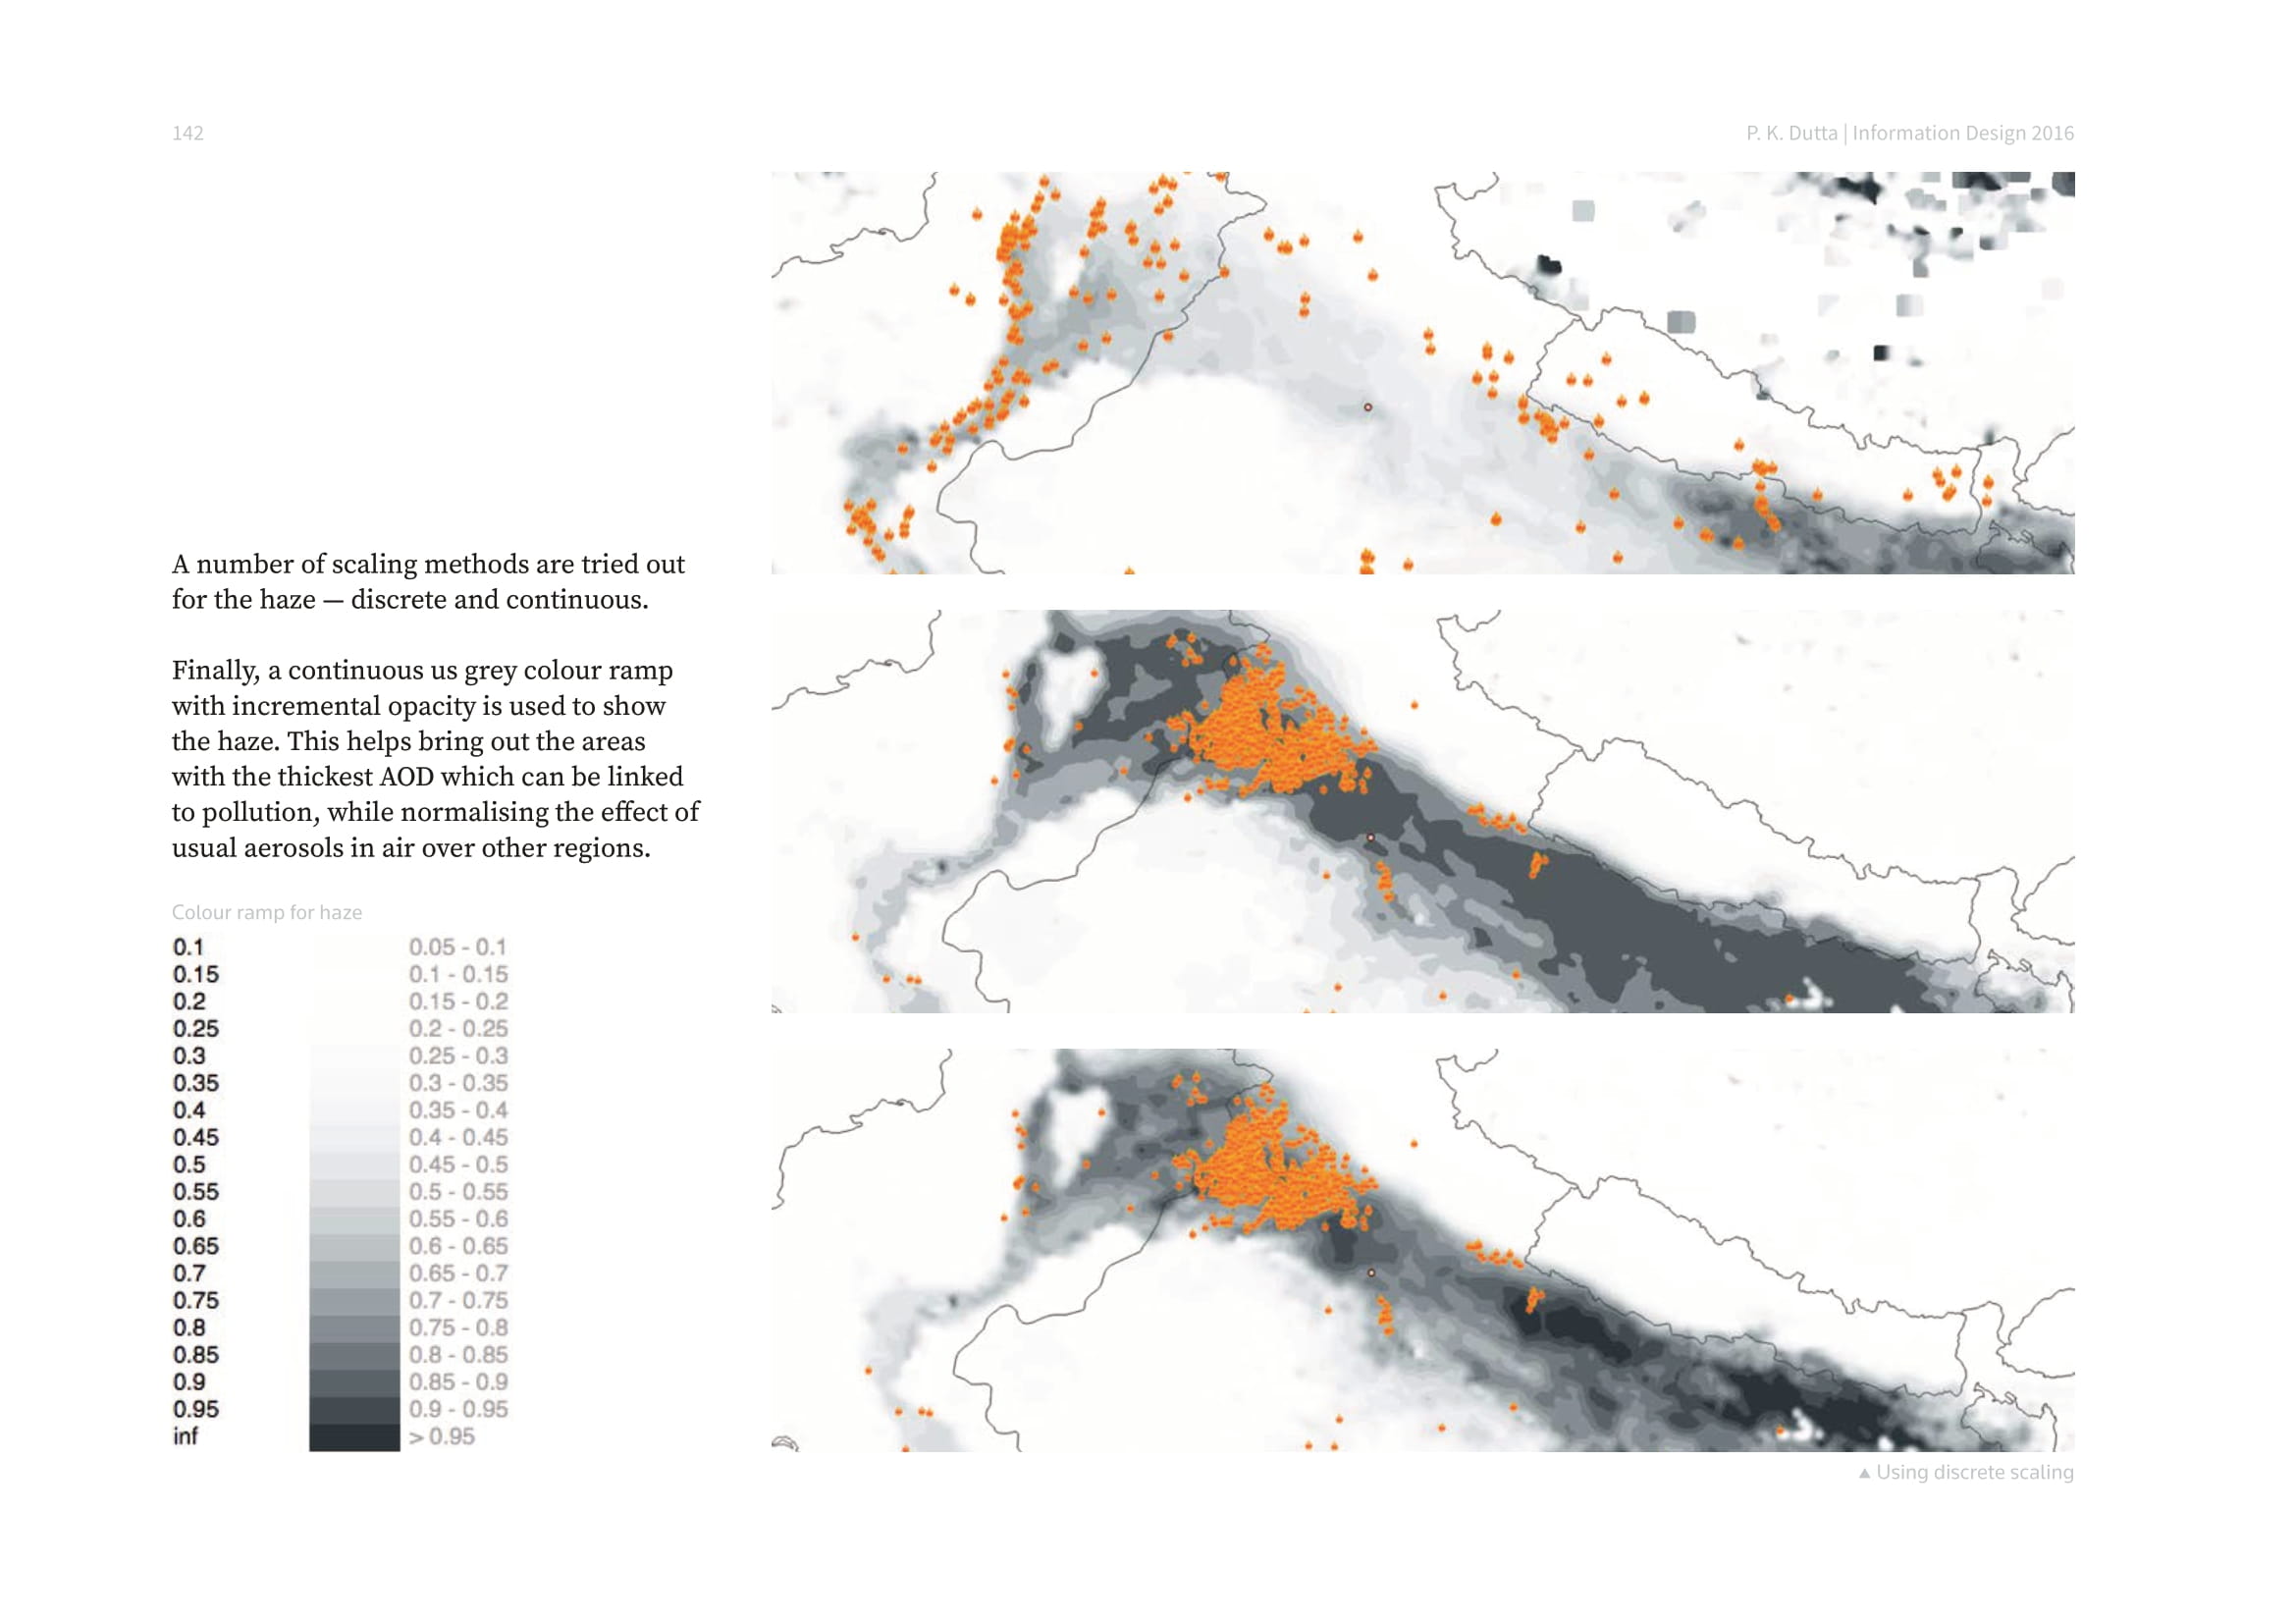 142
P. K. Dutta | Information Design 2016
A number of scaling methods are tried out
for the haze — discrete and continuous.
Finally, a continuous us grey colour ramp
with incremental opacity is used to show
the haze. This helps bring out the areas
with the thickest AOD which can be linked
to pollution, while normalising the effect of
usual aerosols in air over other regions.
Colour ramp for haze
0.1 0.05 - 0.1
0.15 0.1 - 0.15
0.2 0.15 - 0.2
0.25 0.2 - 0.25
0.3 0.25 - 0.3
0.35 0.3 - 0.35
0.4 0.35 - 0.4
0.45 0.4 - 0.45
0.5 0.45 - 0.5
0.55 0.5 - 0.55
0.6 0.55 - 0.6
0.65 0.6 - 0.65
0.7 0.65 - 0.7
0.75 0.7 - 0.75
0.8 0.75 - 0.8
0.85 0.8 - 0.85
0.9 0.85 - 0.9
0.95 0.9 - 0.95
inf > 0.95
▲ Using discrete scaling